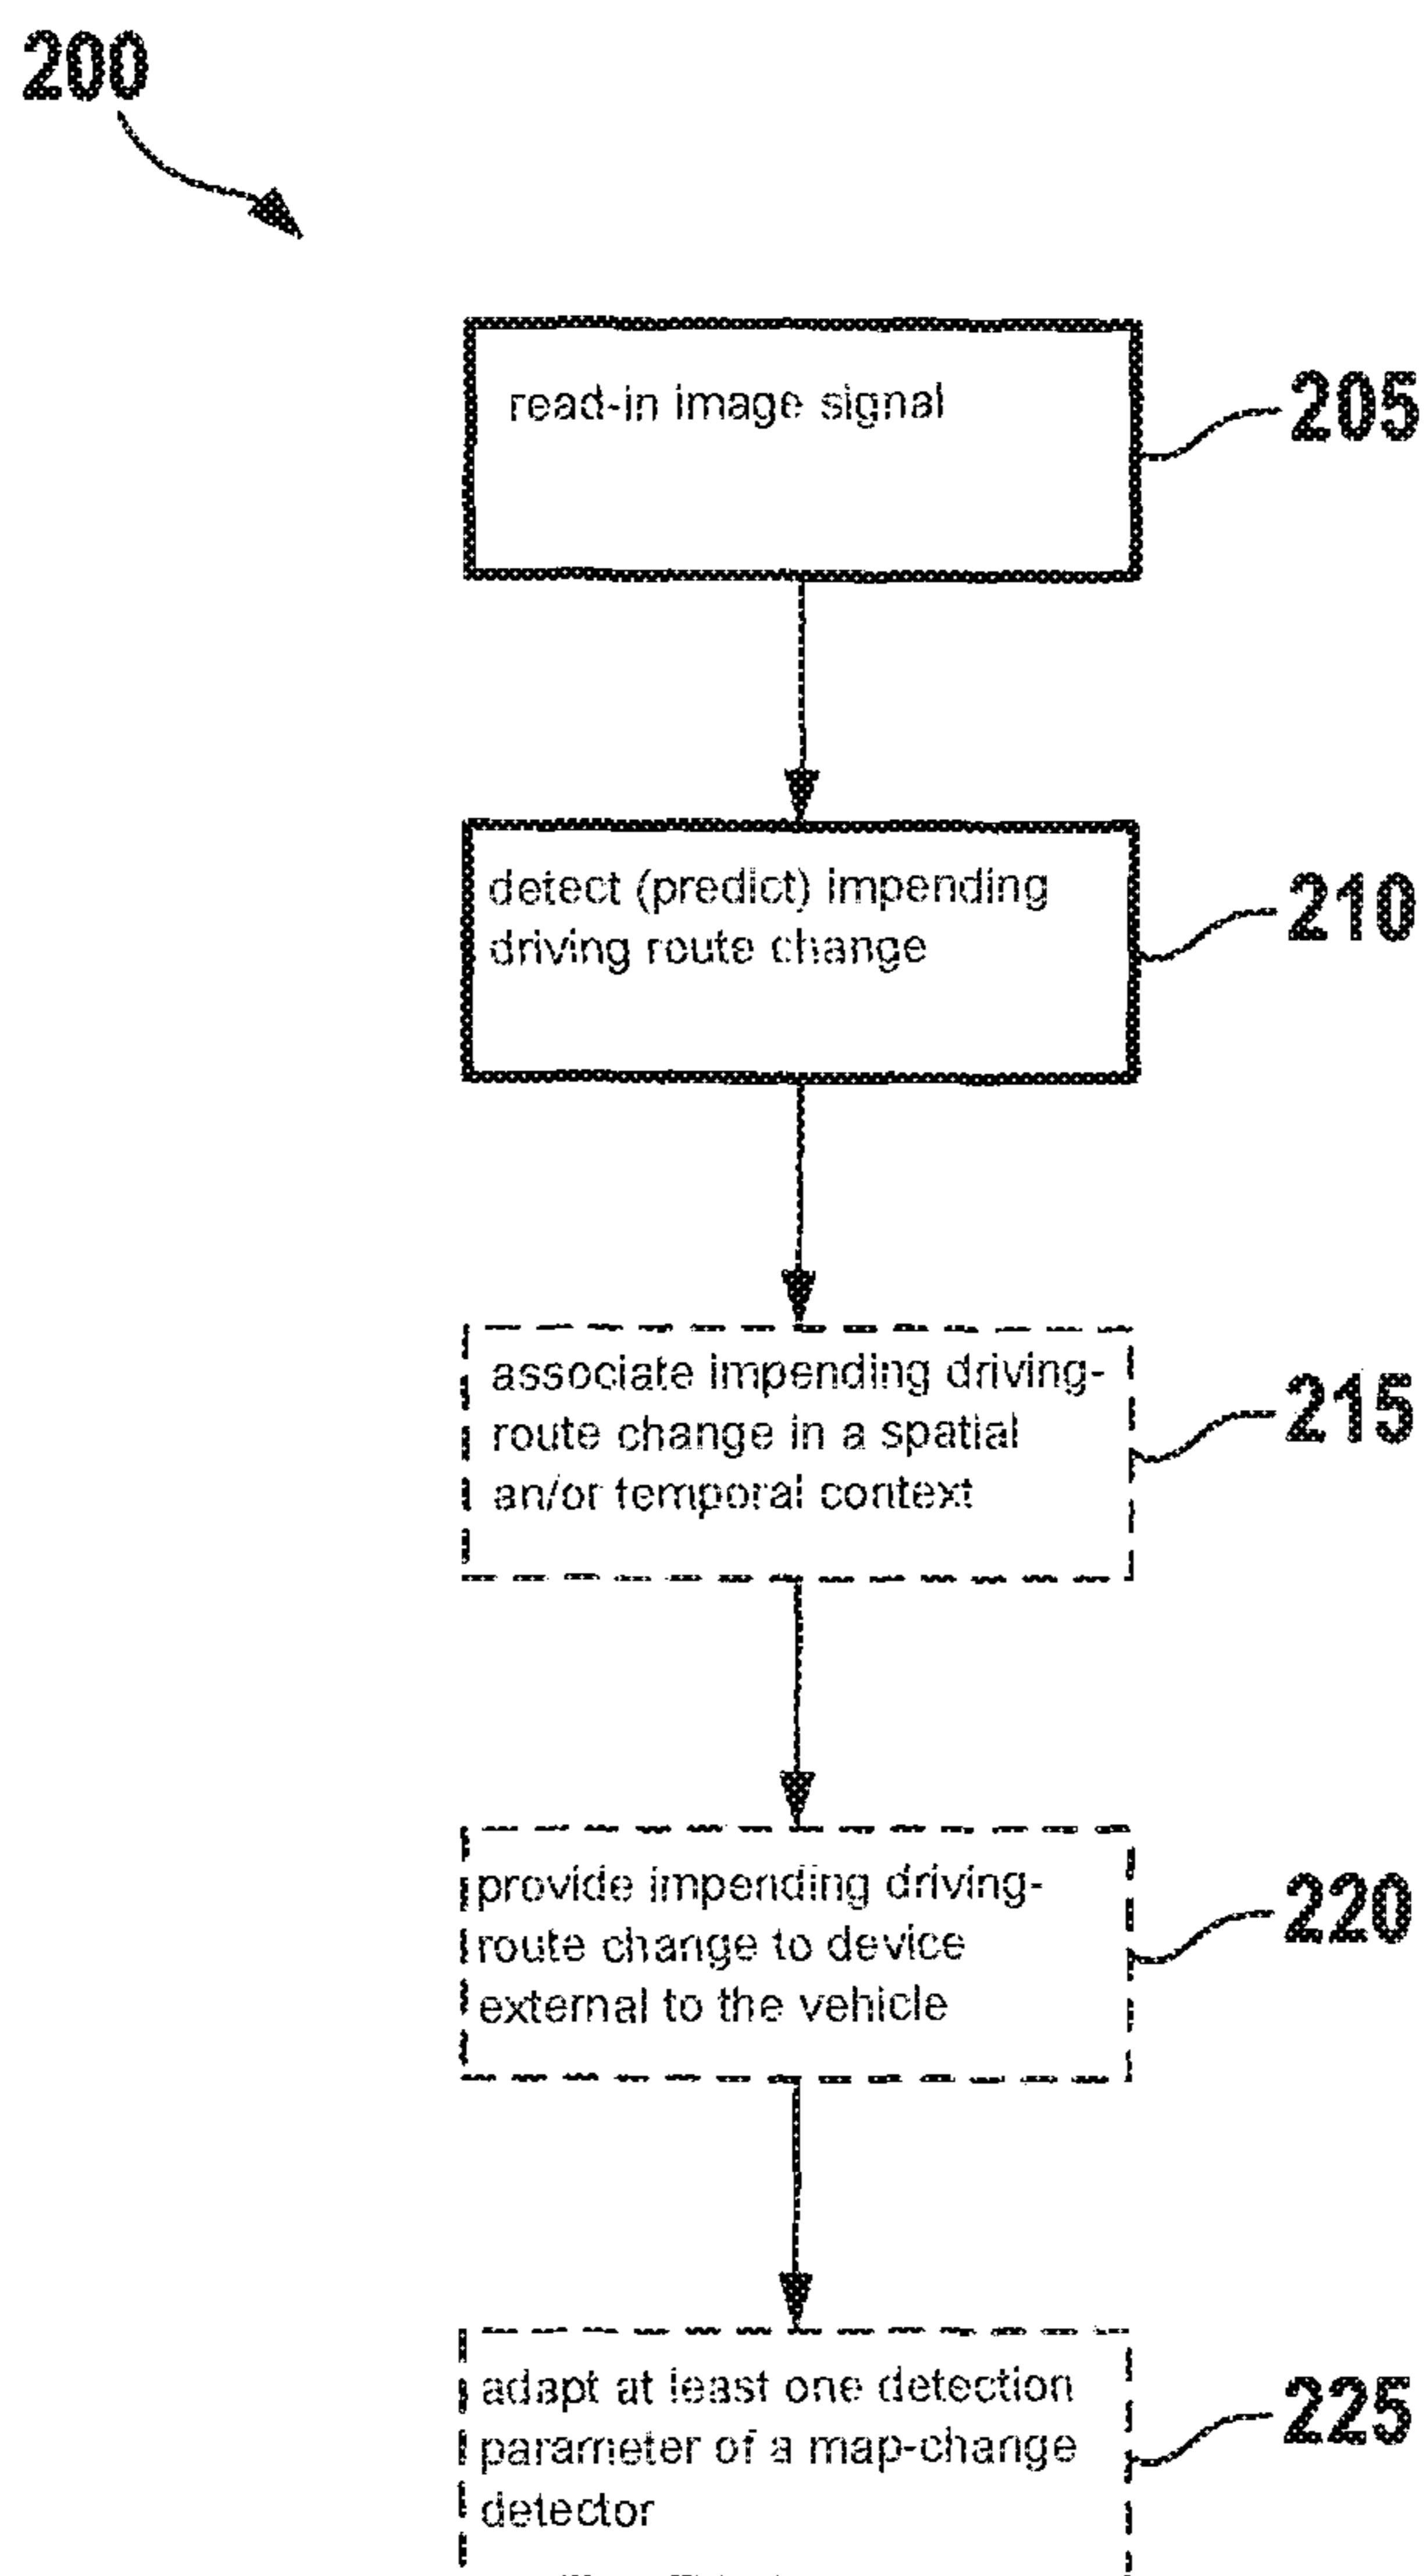 200
read-in image signal
205
detect (predict) impending
driving route change
210
associate impending driving-
route change in a spatial
an/or temporal context
215
provide impending driving-
route change to device
external to the vehicle
220
adapt at least one detection
parameter of a map-change
detector
225